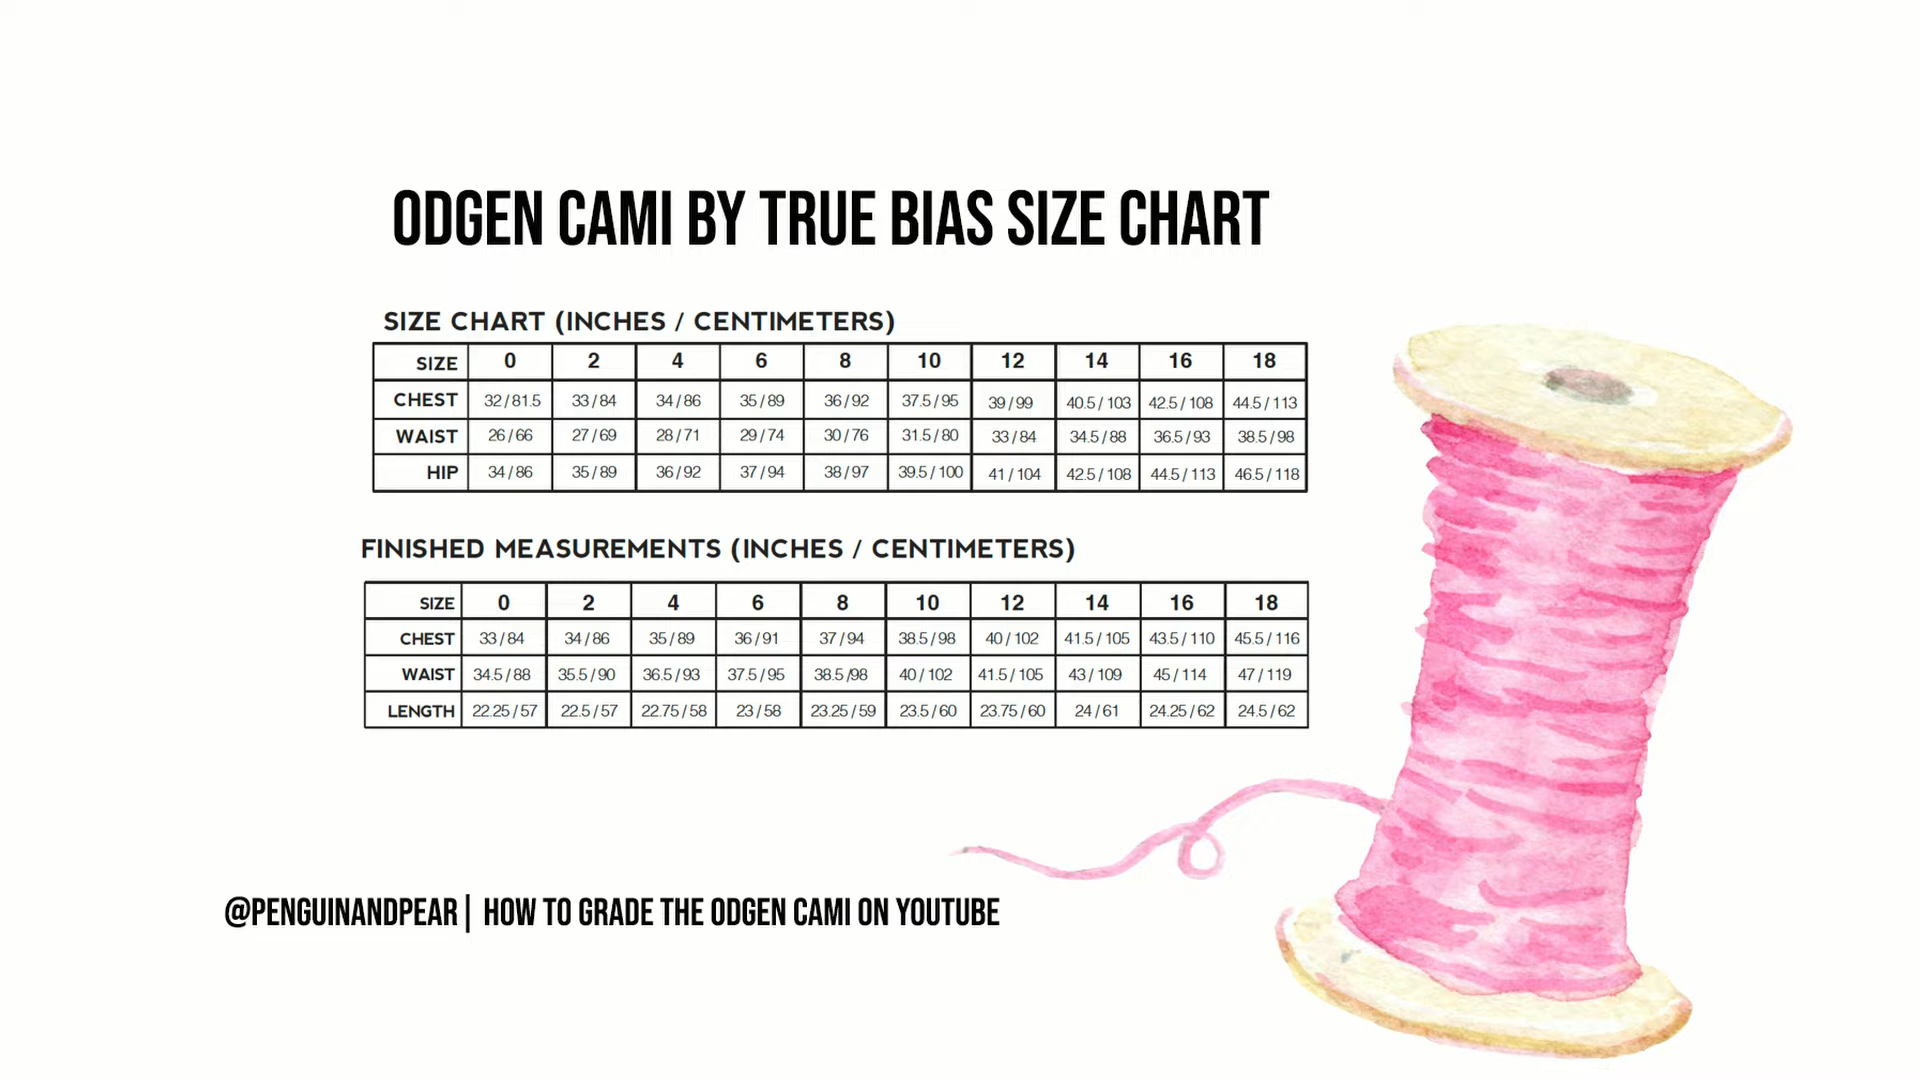 ODGEN CAMI BY TRUE BIAS SIZE CHART
SIZE CHART (INCHES / CENTIMETERS)
SIZE 0 2 4 6 8 10 12 14 16 18
CHEST 32/81.5 33/84 34/86 35/89 36/92 37.5/95 39/99 40.5/103 42.5/108 44.5/113
WAIST 26/66 27/69 28/71 29/74 30/76 31.5/80 33/84 34.5/88 36.5/93 38.5/98
HIP 34/86 35/89 36/92 37/94 38/97 39.5/100 41/104 42.5/108 44.5/113 46.5/118
FINISHED MEASUREMENTS (INCHES / CENTIMETERS)
SIZE 0 2 4 6 8 10 12 14 16 18
CHEST 33/84 34/86 35/89 36/91 37/94 38.5/98 40/102 41.5/105 43.5/110 45.5/116
WAIST 34.5/88 35.5/90 36.5/93 37.5/95 38.5/98 40/102 41.5/105 43/109 45/114 47/119
LENGTH 22.25/57 22.5/57 22.75/58 23/58 23.25/59 23.5/60 23.75/60 24/61 24.25/62 24.5/62
@PENGUINANDPEAR| HOW TO GRADE THE ODGEN CAMI ON YOUTUBE